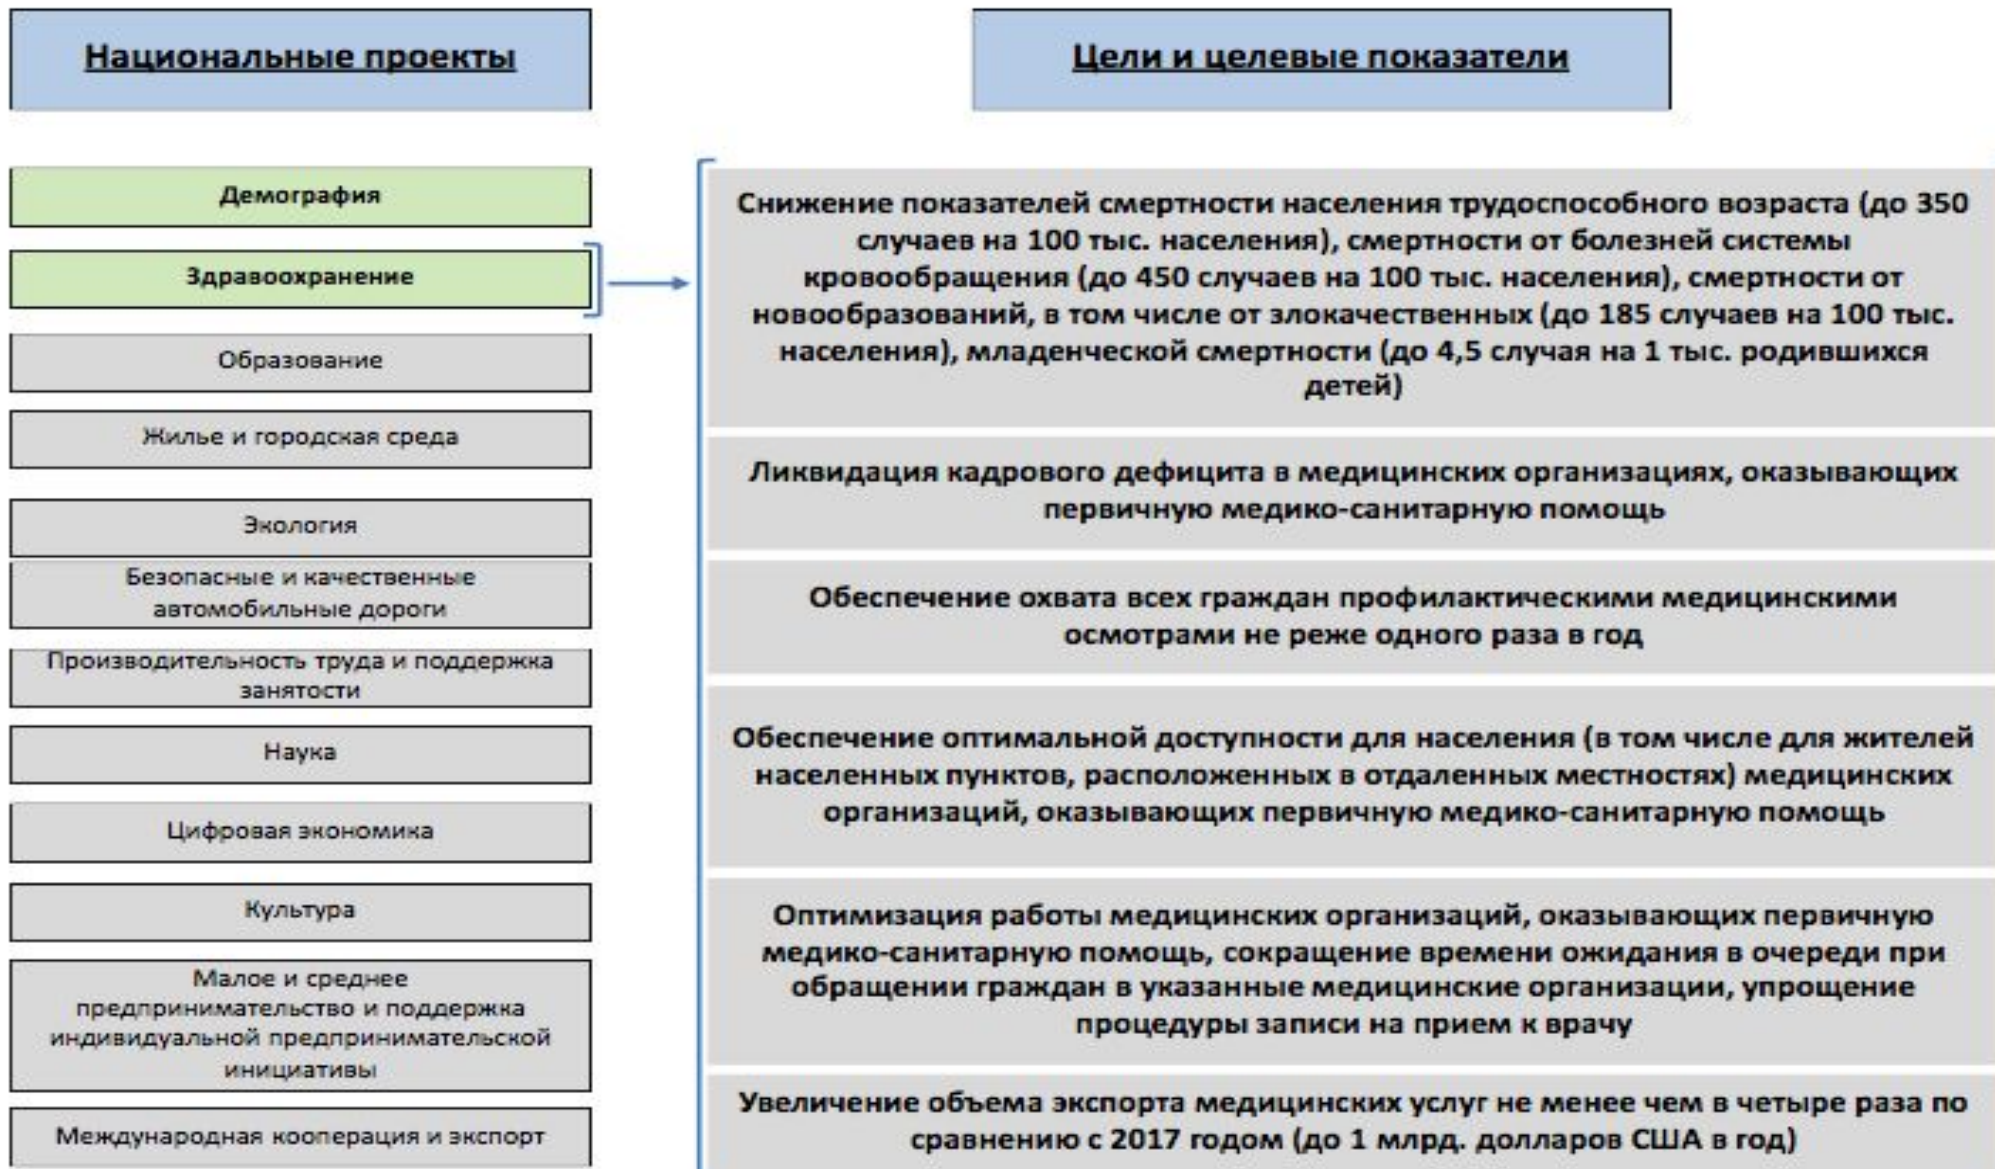 Национальные проекты
Цели и целевые показатели
Демография
Здравоохранение
Образование
Жилье и городская среда
Экология
Безопасные и качественные
автомобильные дороги
Производительность труда и поддержка
занятости
Наука
Цифровая экономика
Культура
Малое и среднее
предпринимательство и поддержка
индивидуальной предпринимательской
инициативы
Международная кооперация и экспорт
Снижение показателей смертности населения трудоспособного возраста (до 350
случаев на 100 тыс. населения), смертности от болезней системы
кровообращения (до 450 случаев на 100 тыс. населения), смертности от
новообразований, в том числе от злокачественных (до 185 случаев на 100 тыс.
населения), младенческой смертности (до 4,5 случая на 1 тыс. родившихся
детей)
Ликвидация кадрового дефицита в медицинских организациях, оказывающих
первичную медико-санитарную помощь
Обеспечение охвата всех граждан профилактическими медицинскими
осмотрами не реже одного раза в год
Обеспечение оптимальной доступности для населения (в том числе для жителей
населенных пунктов, расположенных в отдаленных местностях) медицинских
организаций, оказывающих первичную медико-санитарную помощь
Оптимизация работы медицинских организаций, оказывающих первичную
медико-санитарную помощь, сокращение времени ожидания в очереди при
обращении граждан в указанные медицинские организации, упрощение
процедуры записи на прием к врачу
Увеличение объема экспорта медицинских услуг не менее чем в четыре раза по
сравнению с 2017 годом (до 1 млрд. долларов США в год)